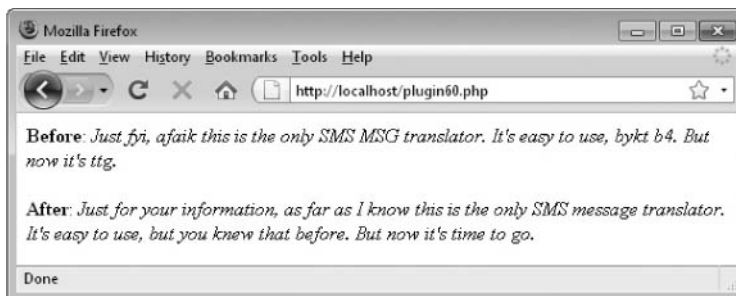 Mozilla Firefox
File Edit View History Bookmarks Tools Help
http://localhost/plugin60.php
Before: Just fyi, afaik this is the only SMS MSG translator. It's easy to use, bykt b4. But
now it's ttg.
After: Just for your information, as far as I know this is the only SMS message translator.
It's easy to use, but you knew that before. But now it's time to go.
Done